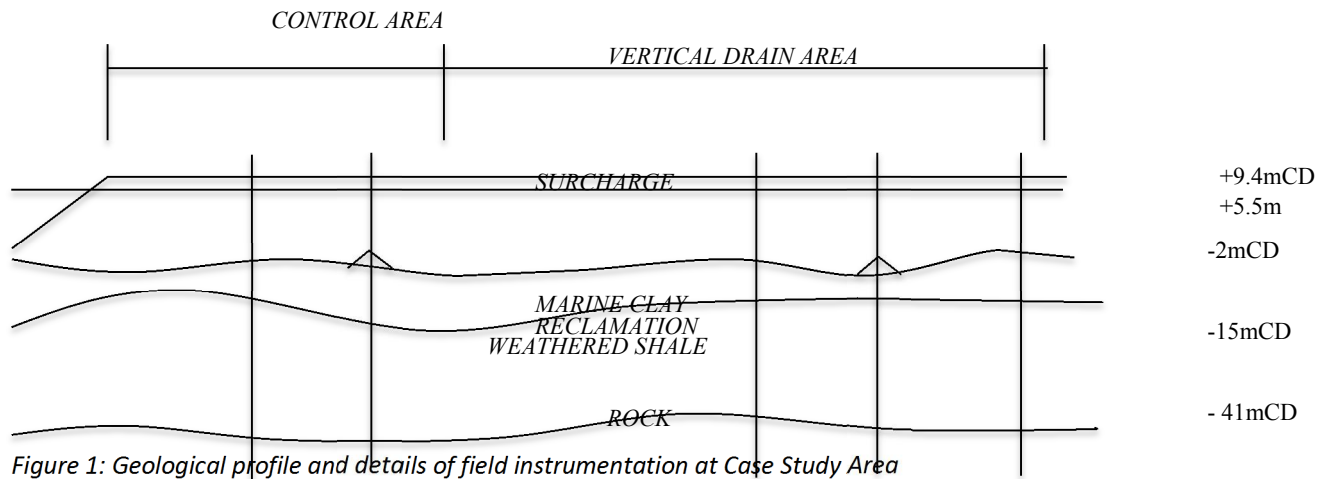 CONTROL AREA
VERTICAL DRAIN AREA
SURCHARGE
+9.4mCD
+5.5m
-2mCD
MARINE CLAY
RECLAMATION
WEATHERED SHALE
-15mCD
ROCK
- 41mCD
Figure 1: Geological profile and details of field instrumentation at Case Study Area